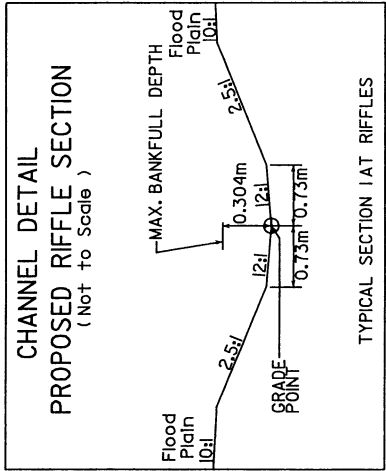 CHANNEL DETAIL
PROPOSED RIFFLE SECTION
(Not to Scale )
MAX. BANKFULL DEPTH
Flood
Plain
10:1
Flood
Plain
10:1
2.5:1
2.5:1
0.304m
12:1
12:1
0.73m
0.73m
GRADE
POINT
TYPICAL SECTION 1 AT RIFFLES